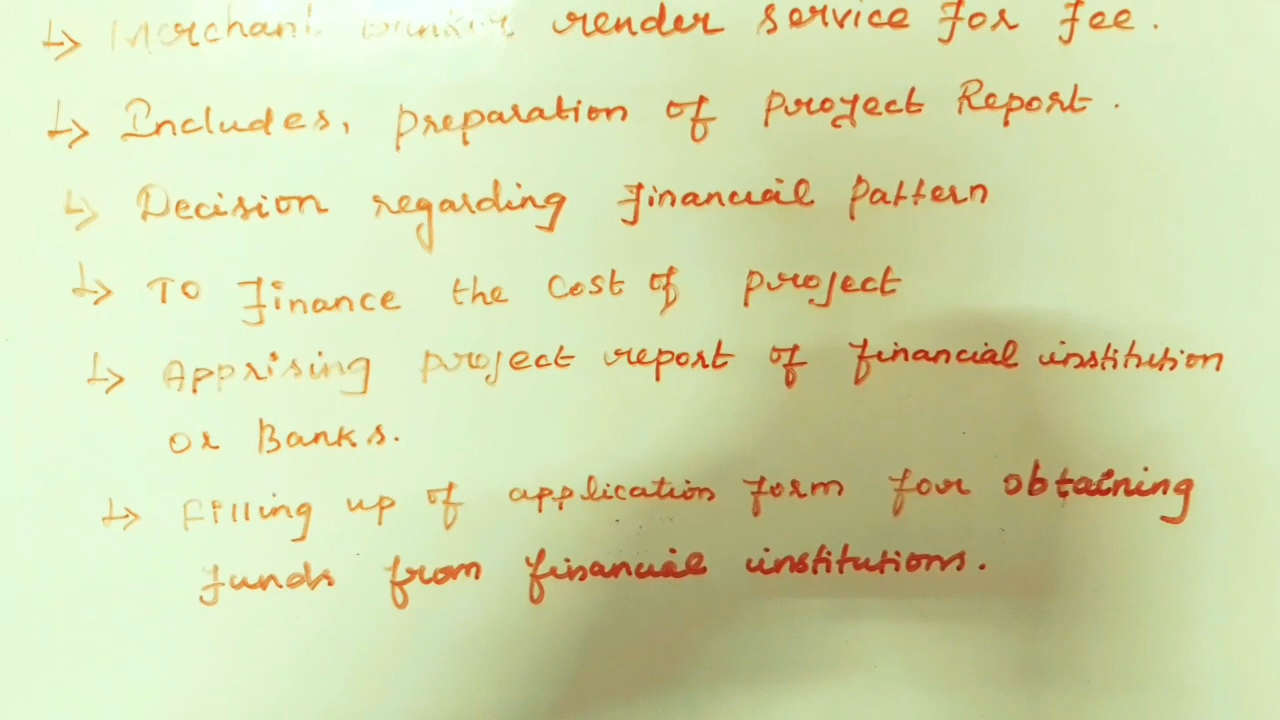 ↳ Merchant banker render service for fee.
↳ Includes, preparation of project Report.
↳ Decision regarding financial pattern
↳ To finance the cost of project
↳ Apprising project report of financial institution
or Banks.
↳ Filling up of application form for obtaining
funds from financial institutions.